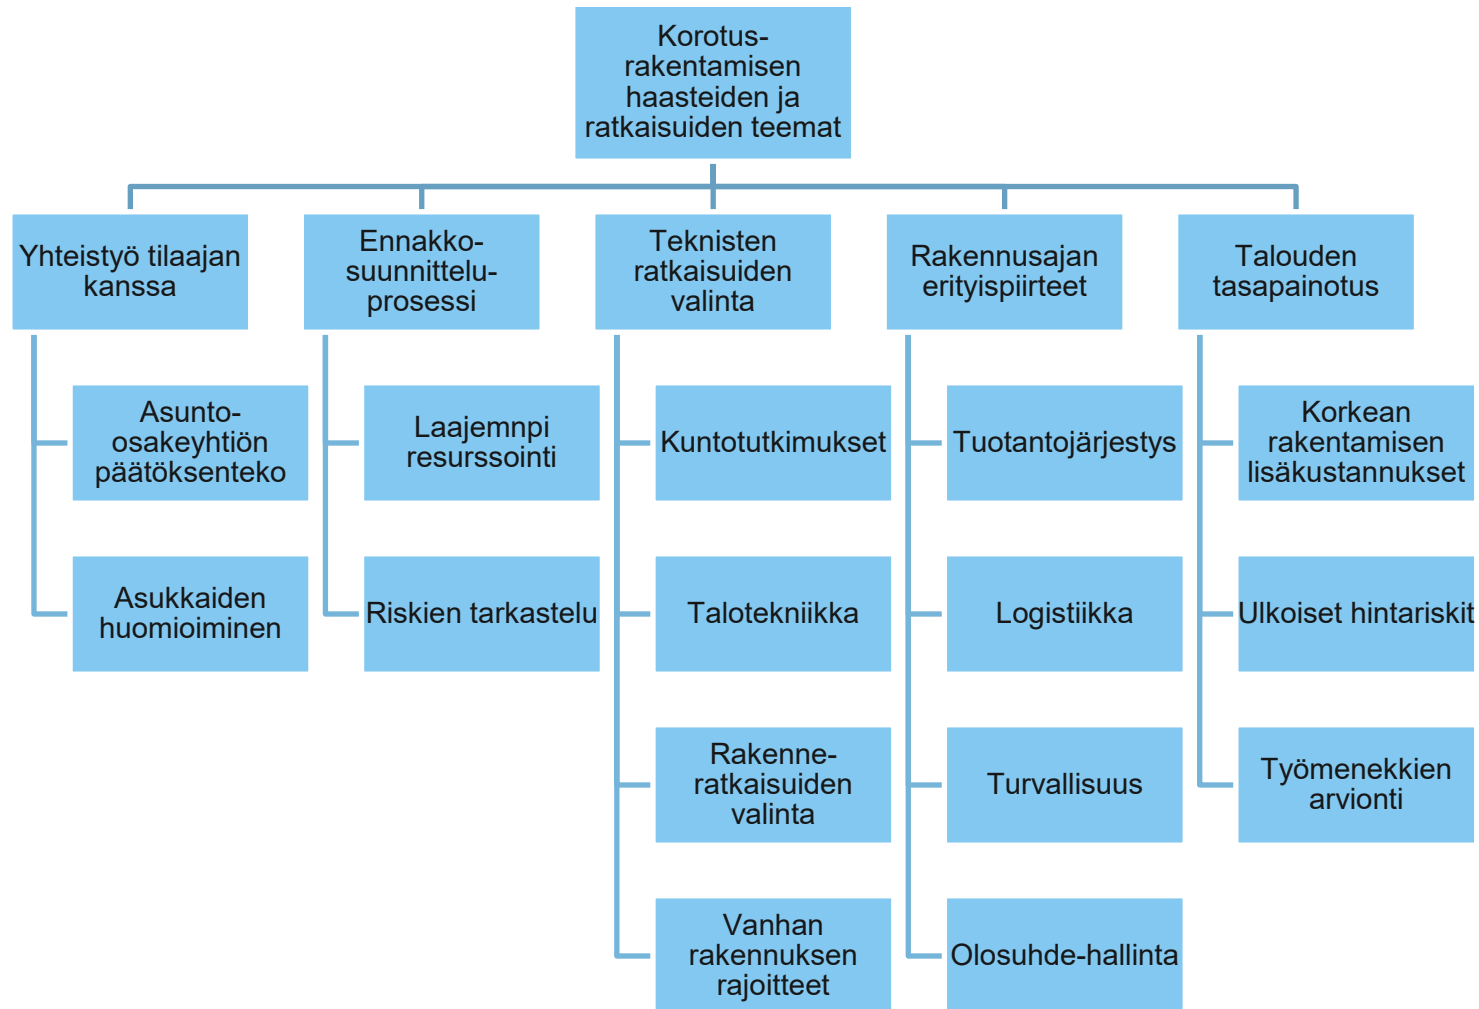 Korotus-
rakentamisen
haasteiden ja
ratkaisuiden teemat
Yhteistyö tilaajan
kanssa
Asunto-
osakeyhtiön
päätöksenteko
Asukkaiden
huomioiminen
Ennakko-
suunnittelu-
prosessi
Laajemnpi
resurssointi
Riskien tarkastelu
Teknisten
ratkaisuiden
valinta
Kuntotutkimukset
Talotekniikka
Rakenne-
ratkaisuiden
valinta
Vanhan
rakennuksen
rajoitteet
Rakennusajan
erityispiirteet
Tuotantojärjestys
Logistiikka
Turvallisuus
Olosuhde-hallinta
Talouden
tasapainotus
Korkean
rakentamisen
lisäkustannukset
Ulkoiset hintariskit
Työmenekkien
arvionti